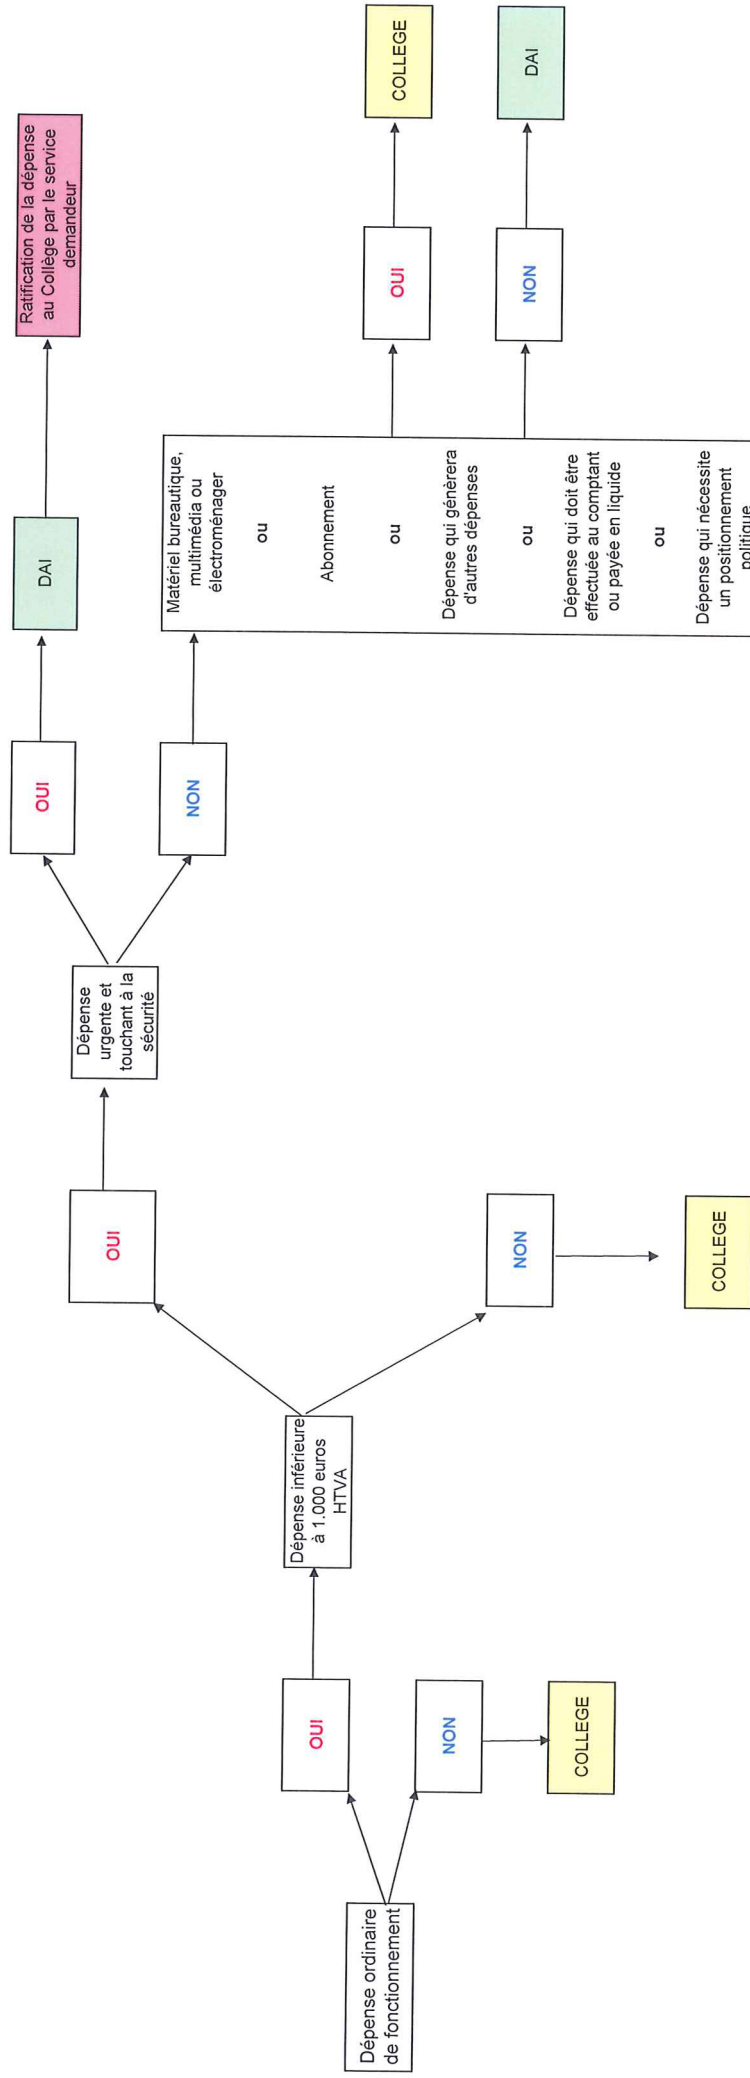 Dépense ordinaire
de fonctionnement
OUI
NON
COLLEGE
Dépense inférieure
à 1.000 euros
HTVA
OUI
NON
COLLEGE
Dépense
urgente et
touchant à la
sécurité
OUI
NON
DAI
Ratification de la dépense
au Collège par le service
demandeur
Matériel bureautique,
multimédia ou
électroménager
ou
Abonnement
ou
Dépense qui génèrera
d'autres dépenses
ou
Dépense qui doit être
effectuée au comptant
ou payée en liquide
ou
Dépense qui nécessite
un positionnement
politique
OUI
COLLEGE
NON
DAI